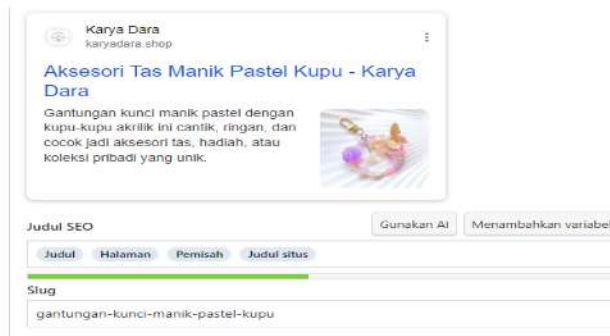 Karya Dara
karyadara.shop
Aksesori Tas Manik Pastel Kupu - Karya
Dara
Gantungan kunci manik pastel dengan
kupu-kupu akrilik ini cantik, ringan, dan
cocok jadi aksesori tas, hadiah, atau
koleksi pribadi yang unik.
Judul SEO
Gunakan AI
Menambahkan variabel
Judul Halaman Pemisah Judul situs
Slug
gantungan-kunci-manik-pastel-kupu